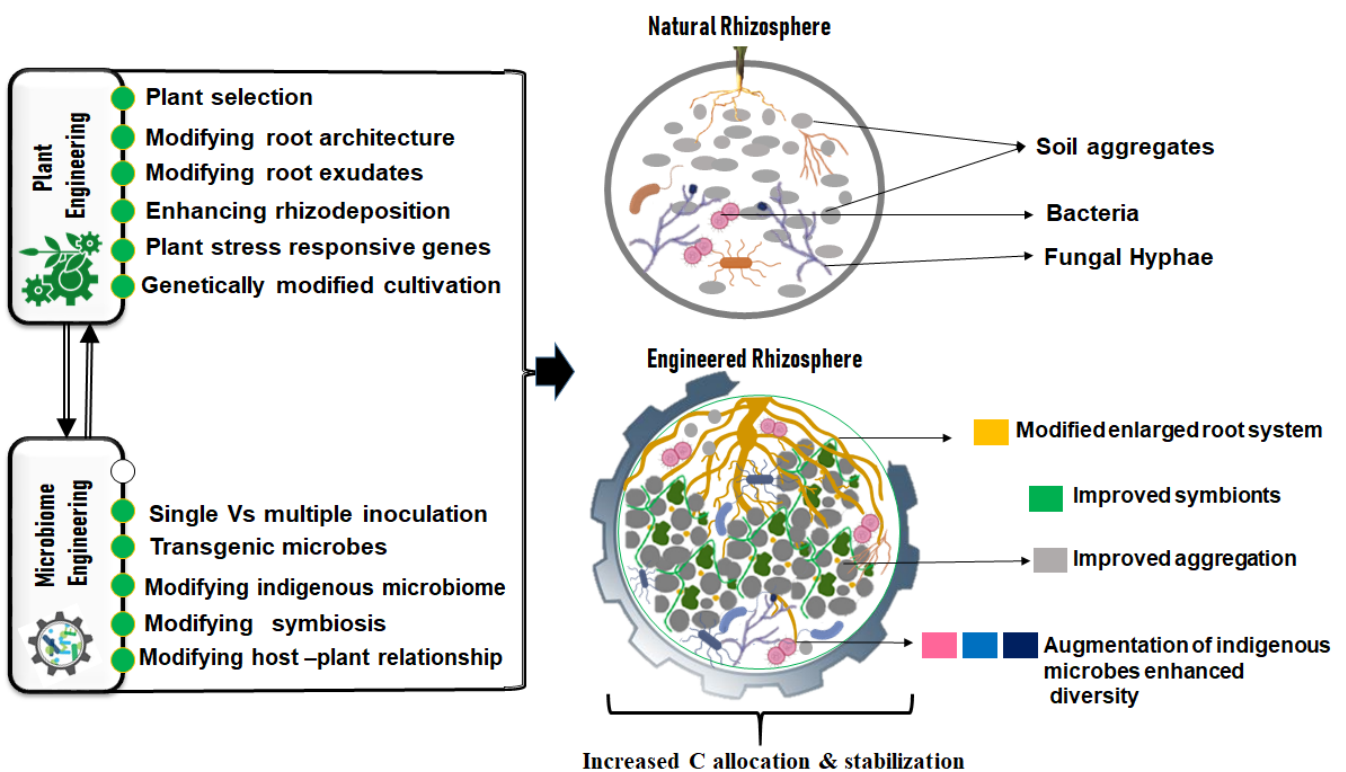 Natural Rhizosphere
Plant
Engineering
Plant selection
Modifying root architecture
Modifying root exudates
Enhancing rhizodeposition
Plant stress responsive genes
Genetically modified cultivation
Soil aggregates
Bacteria
Fungal Hyphae
Engineered Rhizosphere
Microbiome
Engineering
Single Vs multiple inoculation
Transgenic microbes
Modifying indigenous microbiome
Modifying symbiosis
Modifying host –plant relationship
Modified enlarged root system
Improved symbionts
Improved aggregation
Augmentation of indigenous
microbes enhanced
diversity
Increased C allocation & stabilization